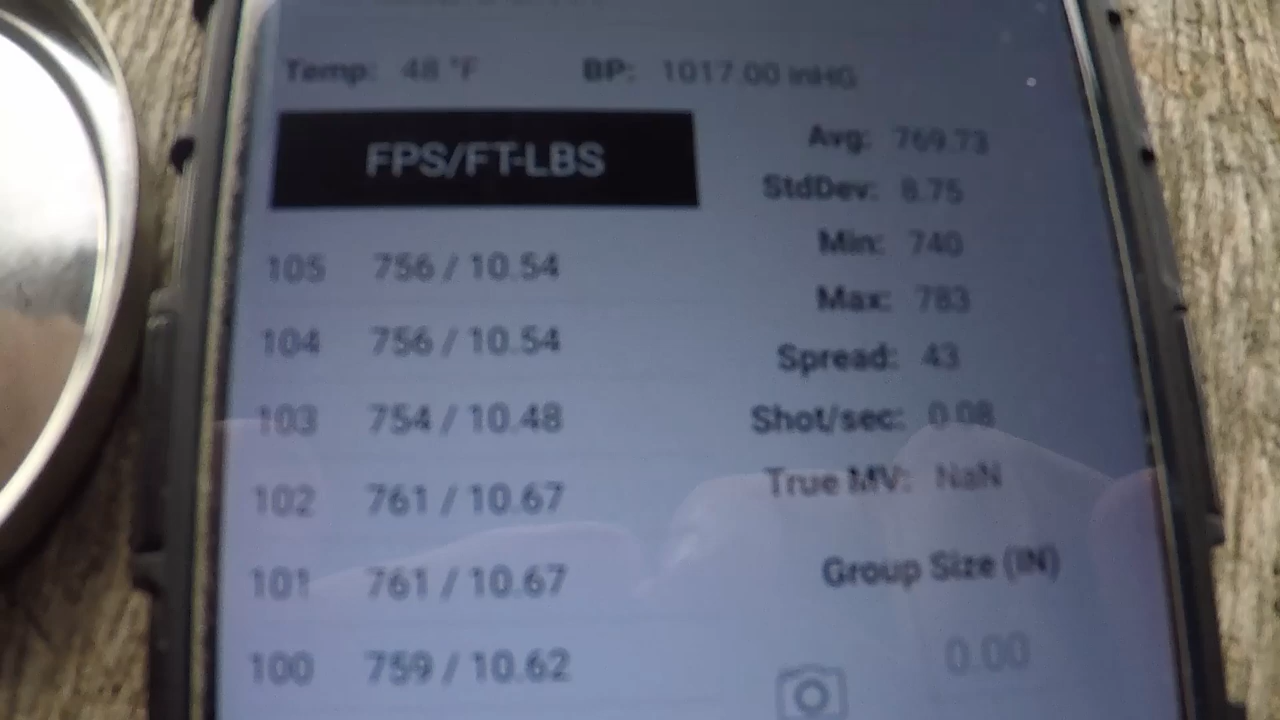 Temp: 48 °F BP: 1017.00 inHG
FPS/FT-LBS
105 756 / 10.54
104 756 / 10.54
103 754 / 10.48
102 761 / 10.67
101 761 / 10.67
100 759 / 10.62
Avg: 769.73
StdDev: 8.75
Min: 740
Max: 783
Spread: 43
Shot/sec: 0.08
True MV: NaN
Group Size (IN)
0.00